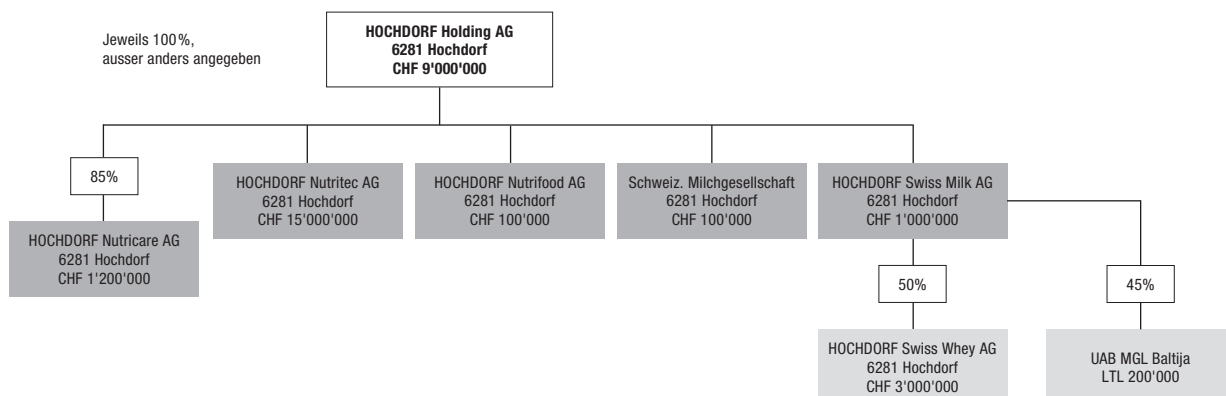 Jeweils 100%,
ausser anders angegeben
HOCHDORF Holding AG
6281 Hochdorf
CHF 9'000'000
85%
HOCHDORF Nutricare AG
6281 Hochdorf
CHF 1'200'000
HOCHDORF Nutritec AG
6281 Hochdorf
CHF 15'000'000
HOCHDORF Nutrifood AG
6281 Hochdorf
CHF 100'000
Schweiz. Milchgesellschaft
6281 Hochdorf
CHF 100'000
HOCHDORF Swiss Milk AG
6281 Hochdorf
CHF 1'000'000
50%
HOCHDORF Swiss Whey AG
6281 Hochdorf
CHF 3'000'000
45%
UAB MGL Baltija
LTL 200'000